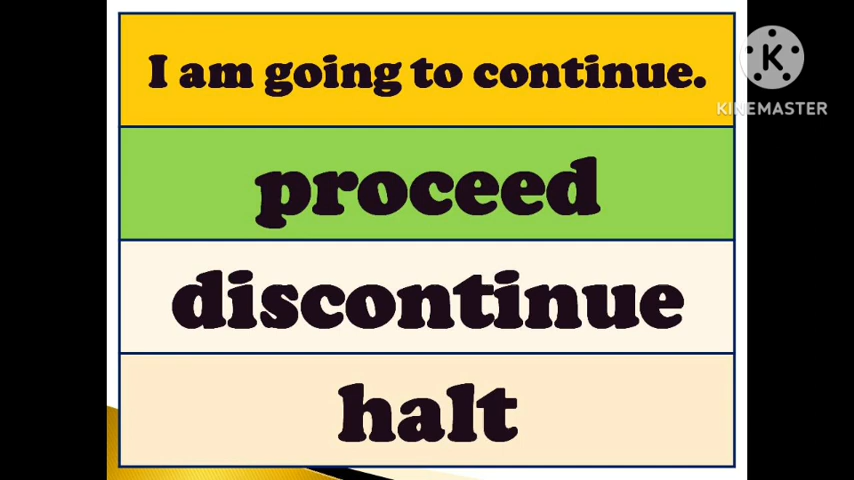 I am going to continue.
K
KINEMASTER
proceed
discontinue
halt